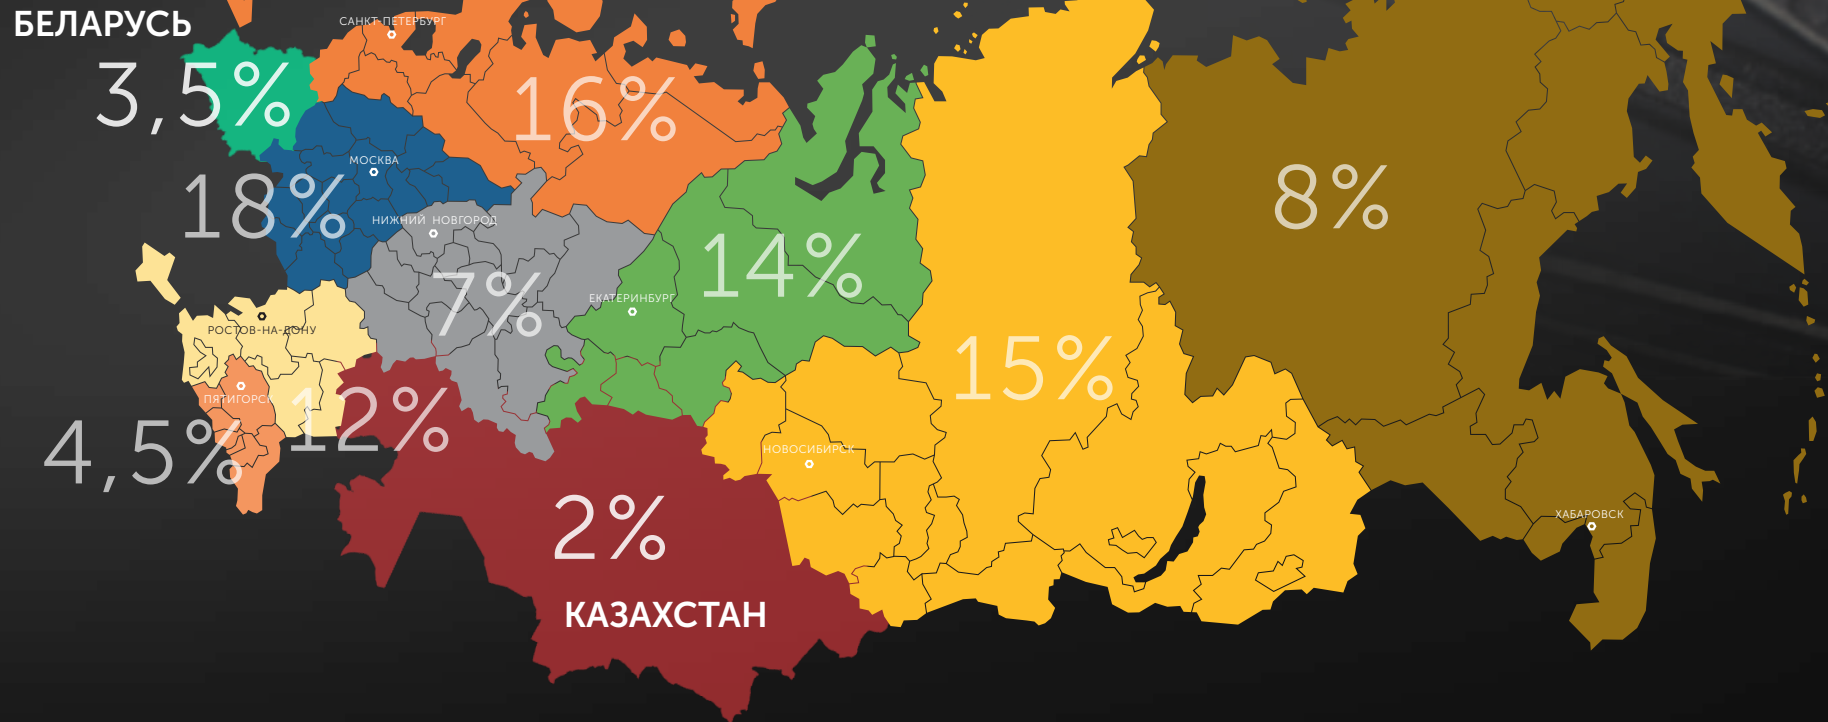 БЕЛАРУСЬ
САНКТ-ПЕТЕРБУРГ
3,5%
16%
МОСКВА
18%
8%
НИЖНИЙ НОВГОРОД
14%
7%
ЕКАТЕРИНБУРГ
РОСТОВ-НА-ДОНУ
15%
ПЯТИГОРСК
12%
4,5%
НОВОСИБИРСК
2%
ХАБАРОВСК
КАЗАХСТАН